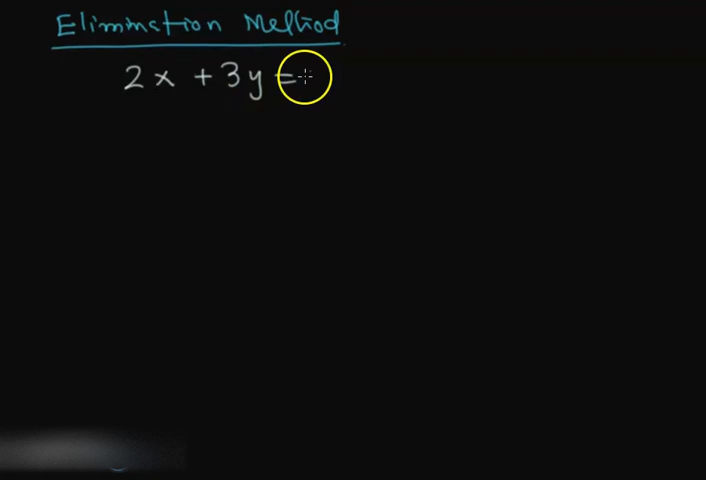 Elimination Method
2x + 3y =